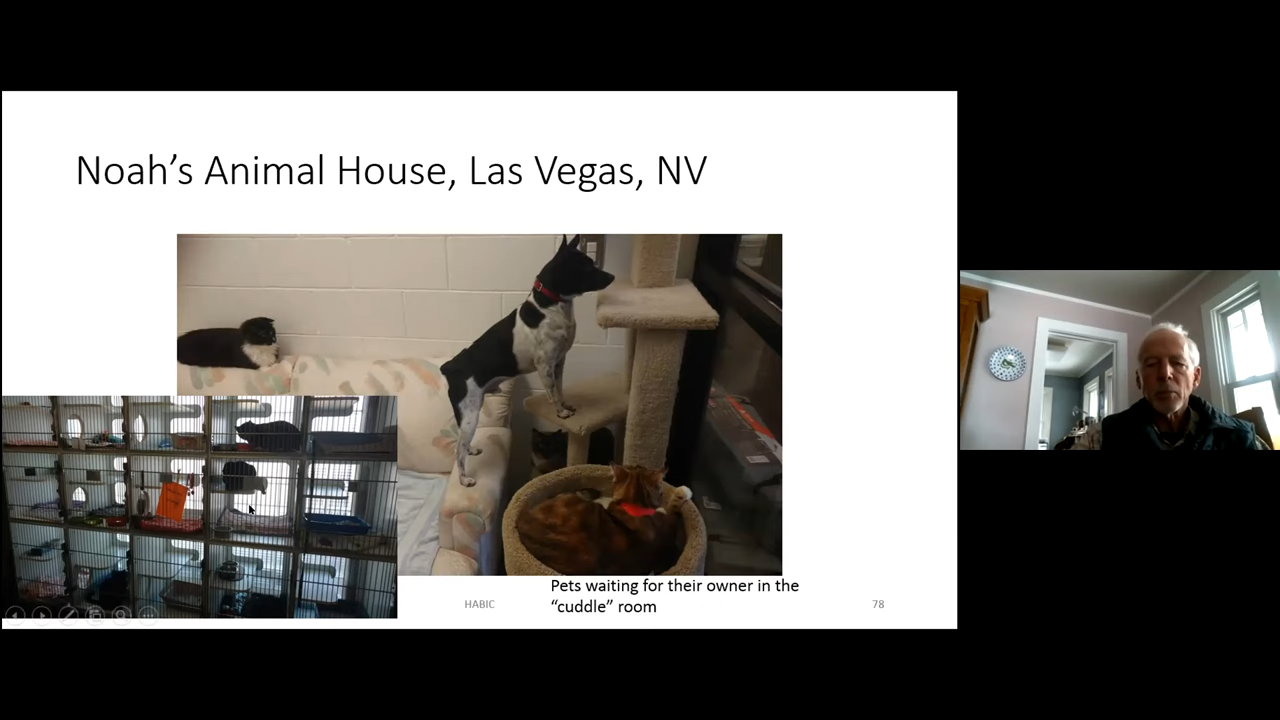 Noah’s Animal House, Las Vegas, NV
Pets waiting for their owner in the
“cuddle” room
HABIC
78